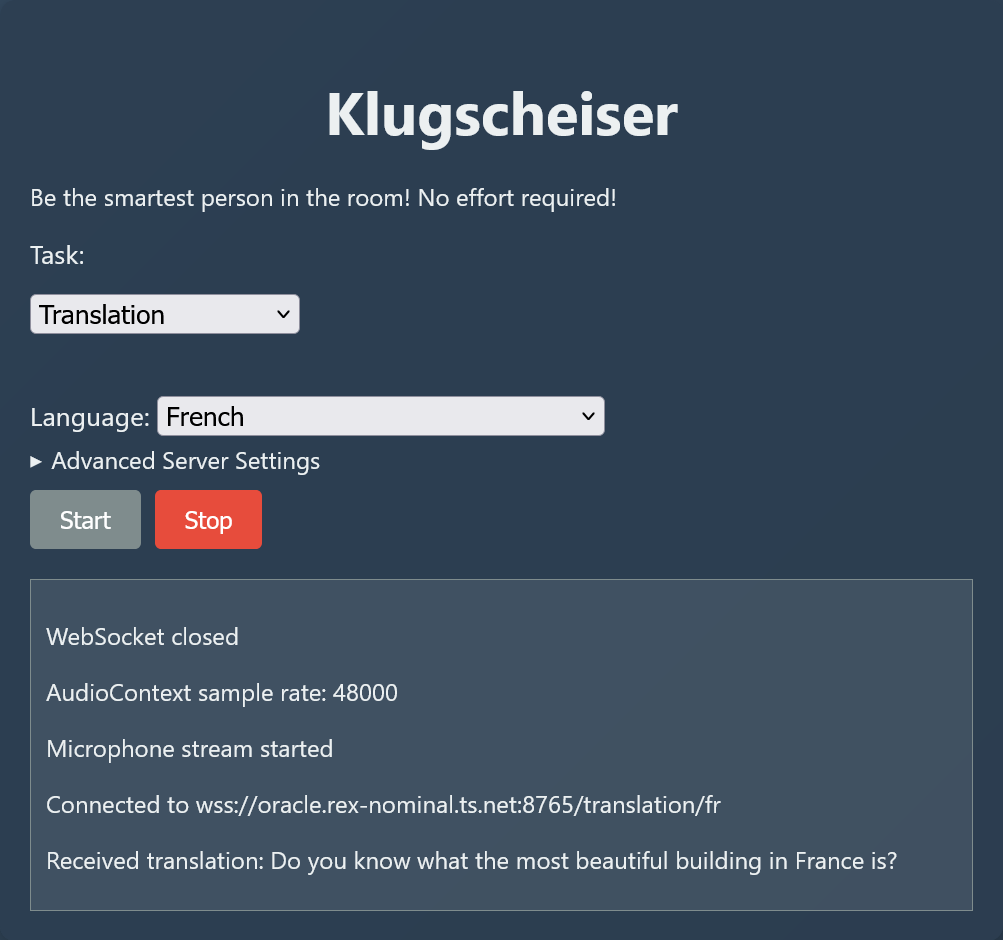 Klugscheiser
Be the smartest person in the room! No effort required!
Task:
Translation
Language: French
▸ Advanced Server Settings
Start Stop
WebSocket closed
AudioContext sample rate: 48000
Microphone stream started
Connected to wss://oracle.rex-nominal.ts.net:8765/translation/fr
Received translation: Do you know what the most beautiful building in France is?